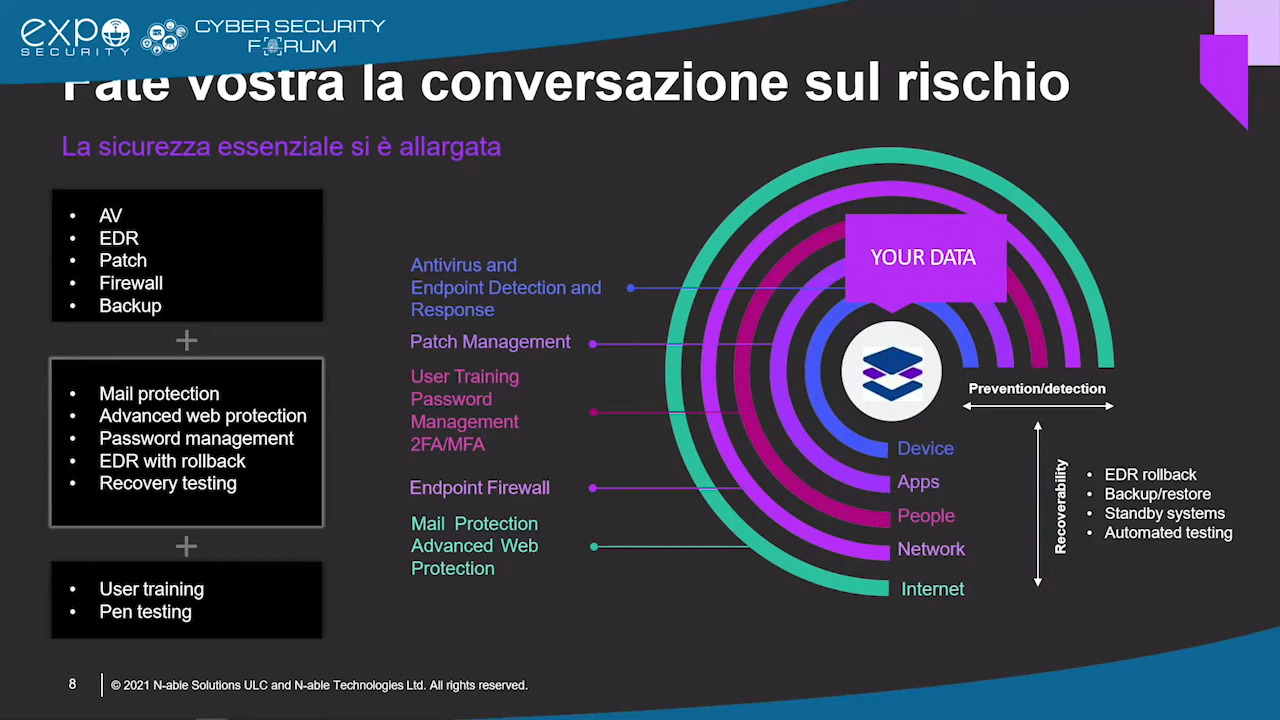 expo
SECURITY
CYBER SECURITY
FORUM
Fate vostra la conversazione sul rischio
La sicurezza essenziale si è allargata
• AV
• EDR
• Patch
• Firewall
• Backup
+
• Mail protection
• Advanced web protection
• Password management
• EDR with rollback
• Recovery testing
+
• User training
• Pen testing
Antivirus and
Endpoint Detection and
Response
Patch Management
User Training
Password
Management
2FA/MFA
Endpoint Firewall
Mail Protection
Advanced Web
Protection
YOUR DATA
Device
Apps
People
Network
Internet
Prevention/detection
Recoverability
• EDR rollback
• Backup/restore
• Standby systems
• Automated testing
8
© 2021 N-able Solutions ULC and N-able Technologies Ltd. All rights reserved.